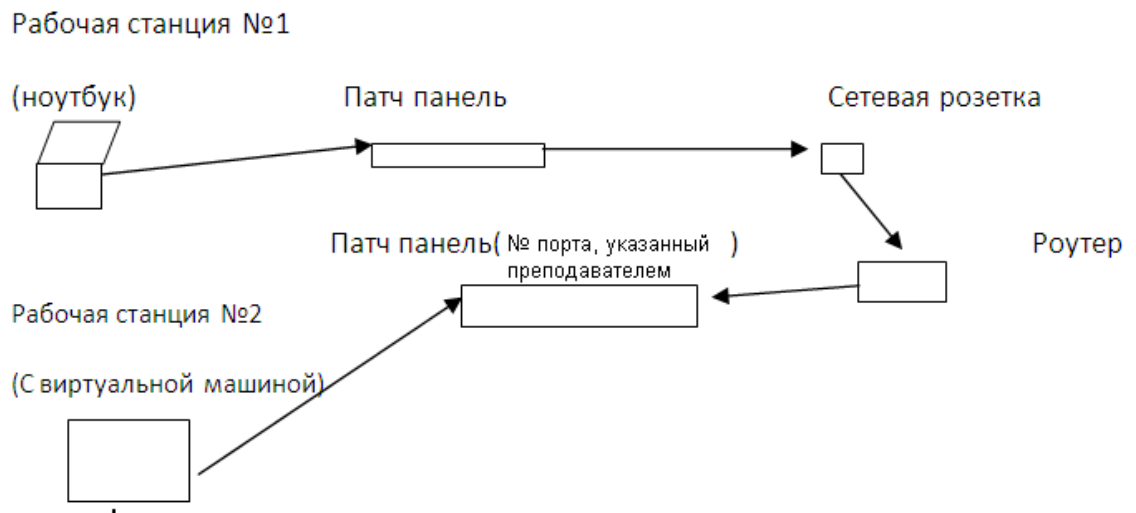 Рабочая станция №1
(ноутбук)
Патч панель
Сетевая розетка
Патч панель( № порта, указанный )
преподавателем
Роутер
Рабочая станция №2
(С виртуальной машиной)